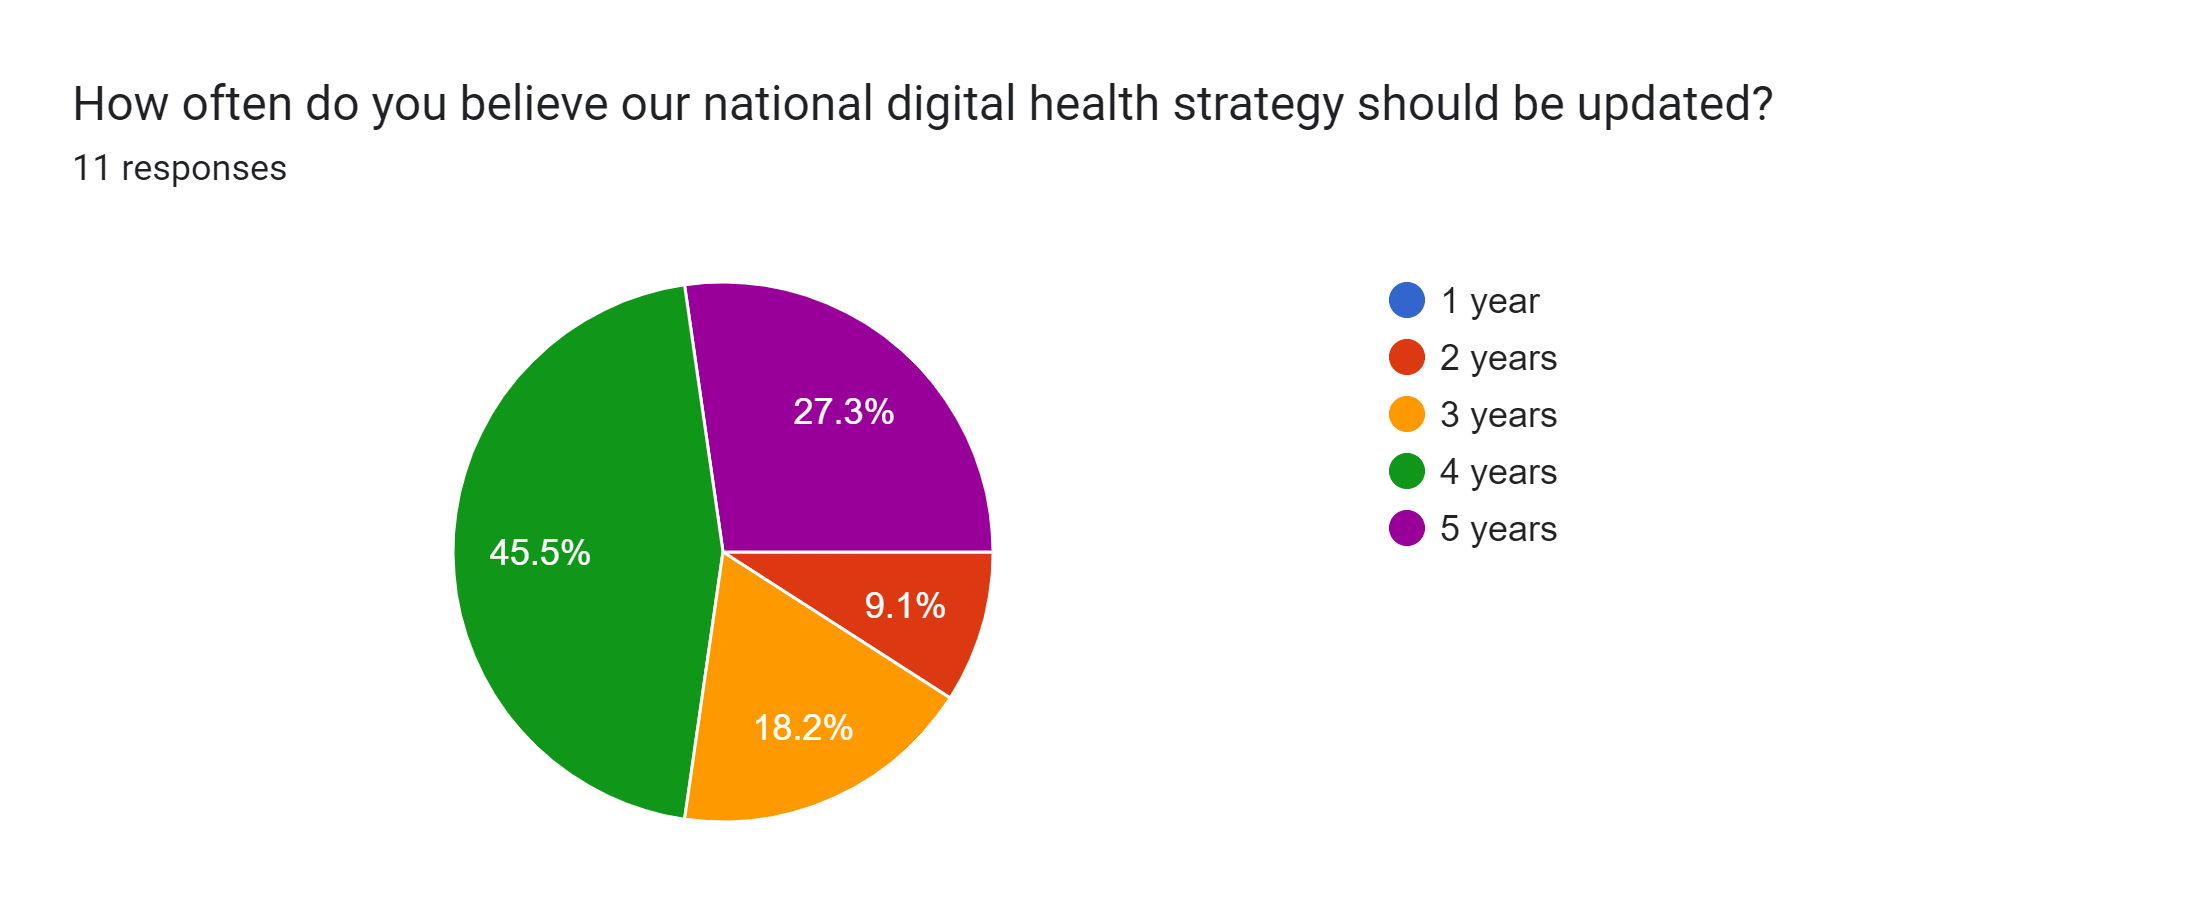 How often do you believe our national digital health strategy should be updated?
11 responses
27.3%
45.5%
9.1%
18.2%
1 year
2 years
3 years
4 years
5 years